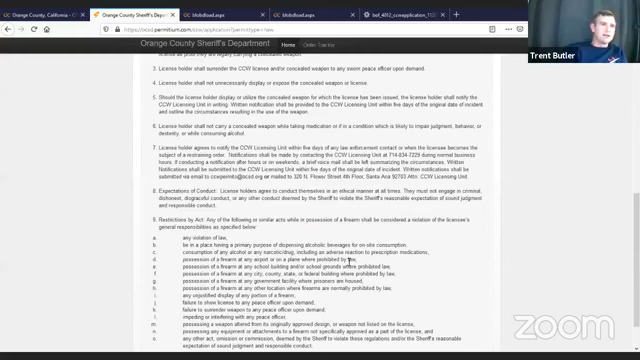 Orange County, California
Orange County Sheriff's Depart
blobdload.aspx
blobdload.aspx
Trent Butler
Orange County Sheriff's Department
Home
Order Tracker
3. License holder shall surrender the CCW license and/or concealed weapon to any sworn peace officer upon demand.
4. License holder shall not unnecessarily display or expose the concealed weapon or license.
5. Should the license holder display or utilize the concealed weapon for which the license has been issued, the license holder shall notify the
CCW Licensing Unit in writing. Written notification shall be provided to the CCW Licensing Unit within five days of the original date of incident
and outline the circumstances resulting in the use of the weapon.
6. License holder shall not carry a concealed weapon while taking medication or if in a condition which is likely to impair judgment, behavior, or
dexterity, or while consuming alcohol.
7. License holder agrees to notify the CCW Licensing Unit within five days of any law enforcement contact or when the licensee becomes the
subject of a restraining order. Notifications shall be made by contacting the CCW Licensing Unit at 714-834-7229 during normal business
hours. If conducting a notification after hours or on weekends, a brief voice mail shall be left summarizing the circumstances. Written
Notifications shall be submitted to the CCW Licensing Unit within five days of the original date of incident. Written notification shall be
submitted via email to ccwpermits@ocsd.org or mailed to 320 N. Flower Street 4th Floor, Santa Ana 92703 Attn: CCW.
8. Expectations of Conduct: License holders agree to conduct themselves in an ethical manner at all times. They must not engage in criminal,
dishonest, disgraceful conduct, or any other conduct deemed by the Sheriff to violate the Sheriff's reasonable expectation of sound judgment
and responsible conduct.
9. Restrictions by Act: Any of the following or similar acts while in possession of a firearm shall be considered a violation of the licensee's
general responsibilities as specified below:
a. any violation of law,
b. be in a place having a primary purpose of dispensing alcoholic beverages for on-site consumption,
c. consumption of any alcohol or any narcotic/drug, including an adverse reaction to prescription medications,
d. possession of a firearm at any airport or on a plane where prohibited by law,
e. possession of a firearm at any school building and/or school grounds where prohibited law,
f. possession of a firearm at any city, county, state, or federal building where prohibited by law,
g. possession of a firearm at any government facility where prisoners are housed,
h. possession of a firearm at any other location where firearms are normally prohibited by law,
i. any unjustified display of any portion of a firearm,
j. failure to show license to any peace officer upon demand,
k. failure to surrender weapon to any peace officer upon demand,
l. impeding or interfering with any peace officer,
m. possessing a weapon altered from its originally approved design, or weapon not listed on the license,
n. possessing any equipment or attachments to a firearm not specifically approved as a part of the license, and
o. any other act, omission or commission, deemed by the Sheriff to violate those regulations and/or the Sheriff's reasonable
expectation of sound judgment and responsible conduct.
zoom